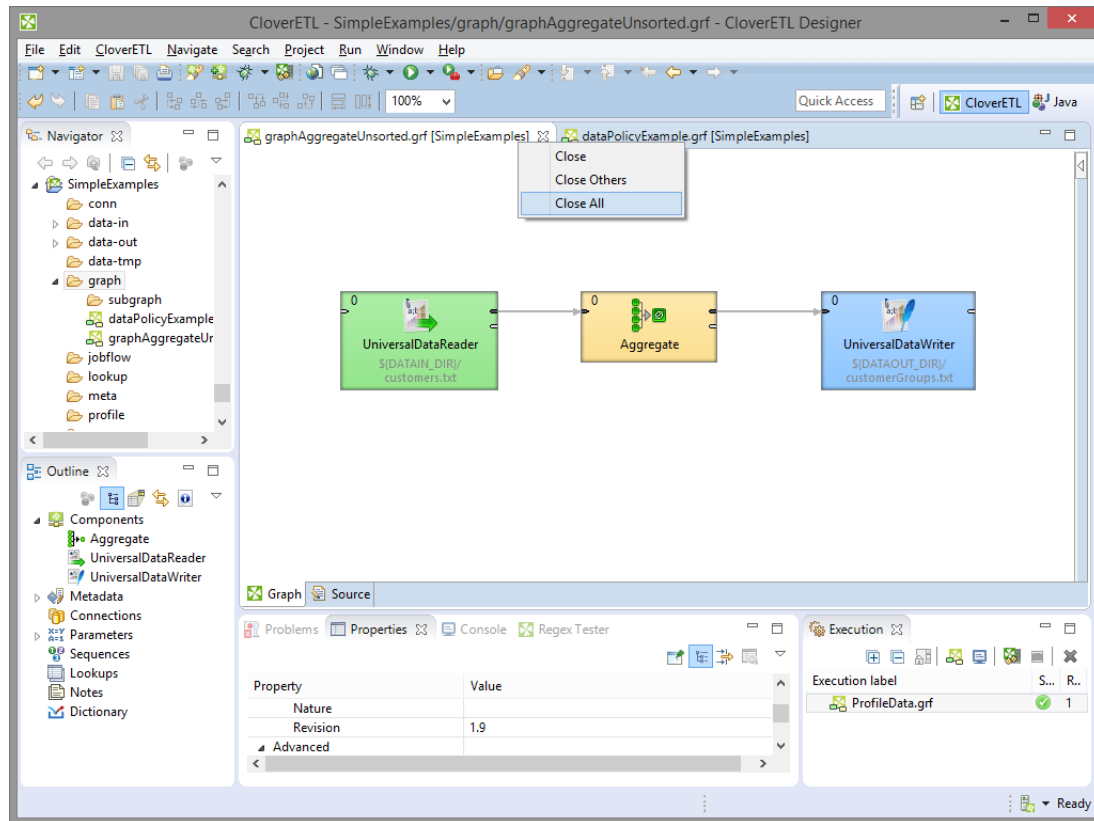 CloverETL - SimpleExamples/graph/graphAggregateUnsorted.grf - CloverETL Designer
File Edit CloverETL Navigate Search Project Run Window Help
100%
Quick Access
CloverETL
Java
Navigator
SimpleExamples
conn
data-in
data-out
data-tmp
graph
subgraph
dataPolicyExample
graphAggregateUr
jobflow
lookup
meta
profile
graphAggregateUnsorted.grf [SimpleExamples]
dataPolicyExample.grf [SimpleExamples]
Close
Close Others
Close All
0
UniversalDataReader
${DATAIN_DIR}/
customers.txt
0
Aggregate
0
UniversalDataWriter
${DATAOUT_DIR}/
customerGroups.txt
Graph
Source
Outline
Components
Aggregate
UniversalDataReader
UniversalDataWriter
Metadata
Connections
Parameters
Sequences
Lookups
Notes
Dictionary
Problems
Properties
Console
Regex Tester
Property Value
Nature
Revision 1.9
Advanced
Execution
Execution label S... R..
ProfileData.grf 1
Ready